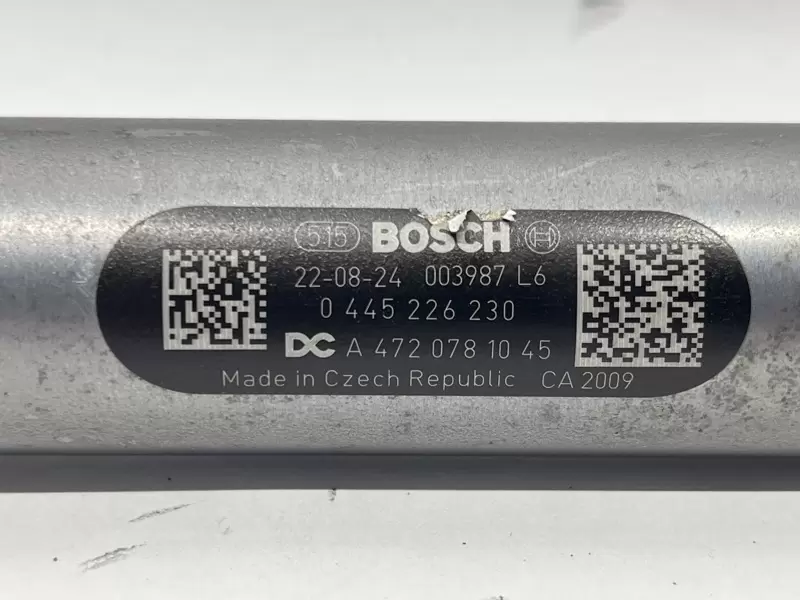 515 BOSCH
22-08-24 003987 L6
0 445 226 230
DC A 472 078 10 45
Made in Czech Republic CA 2009